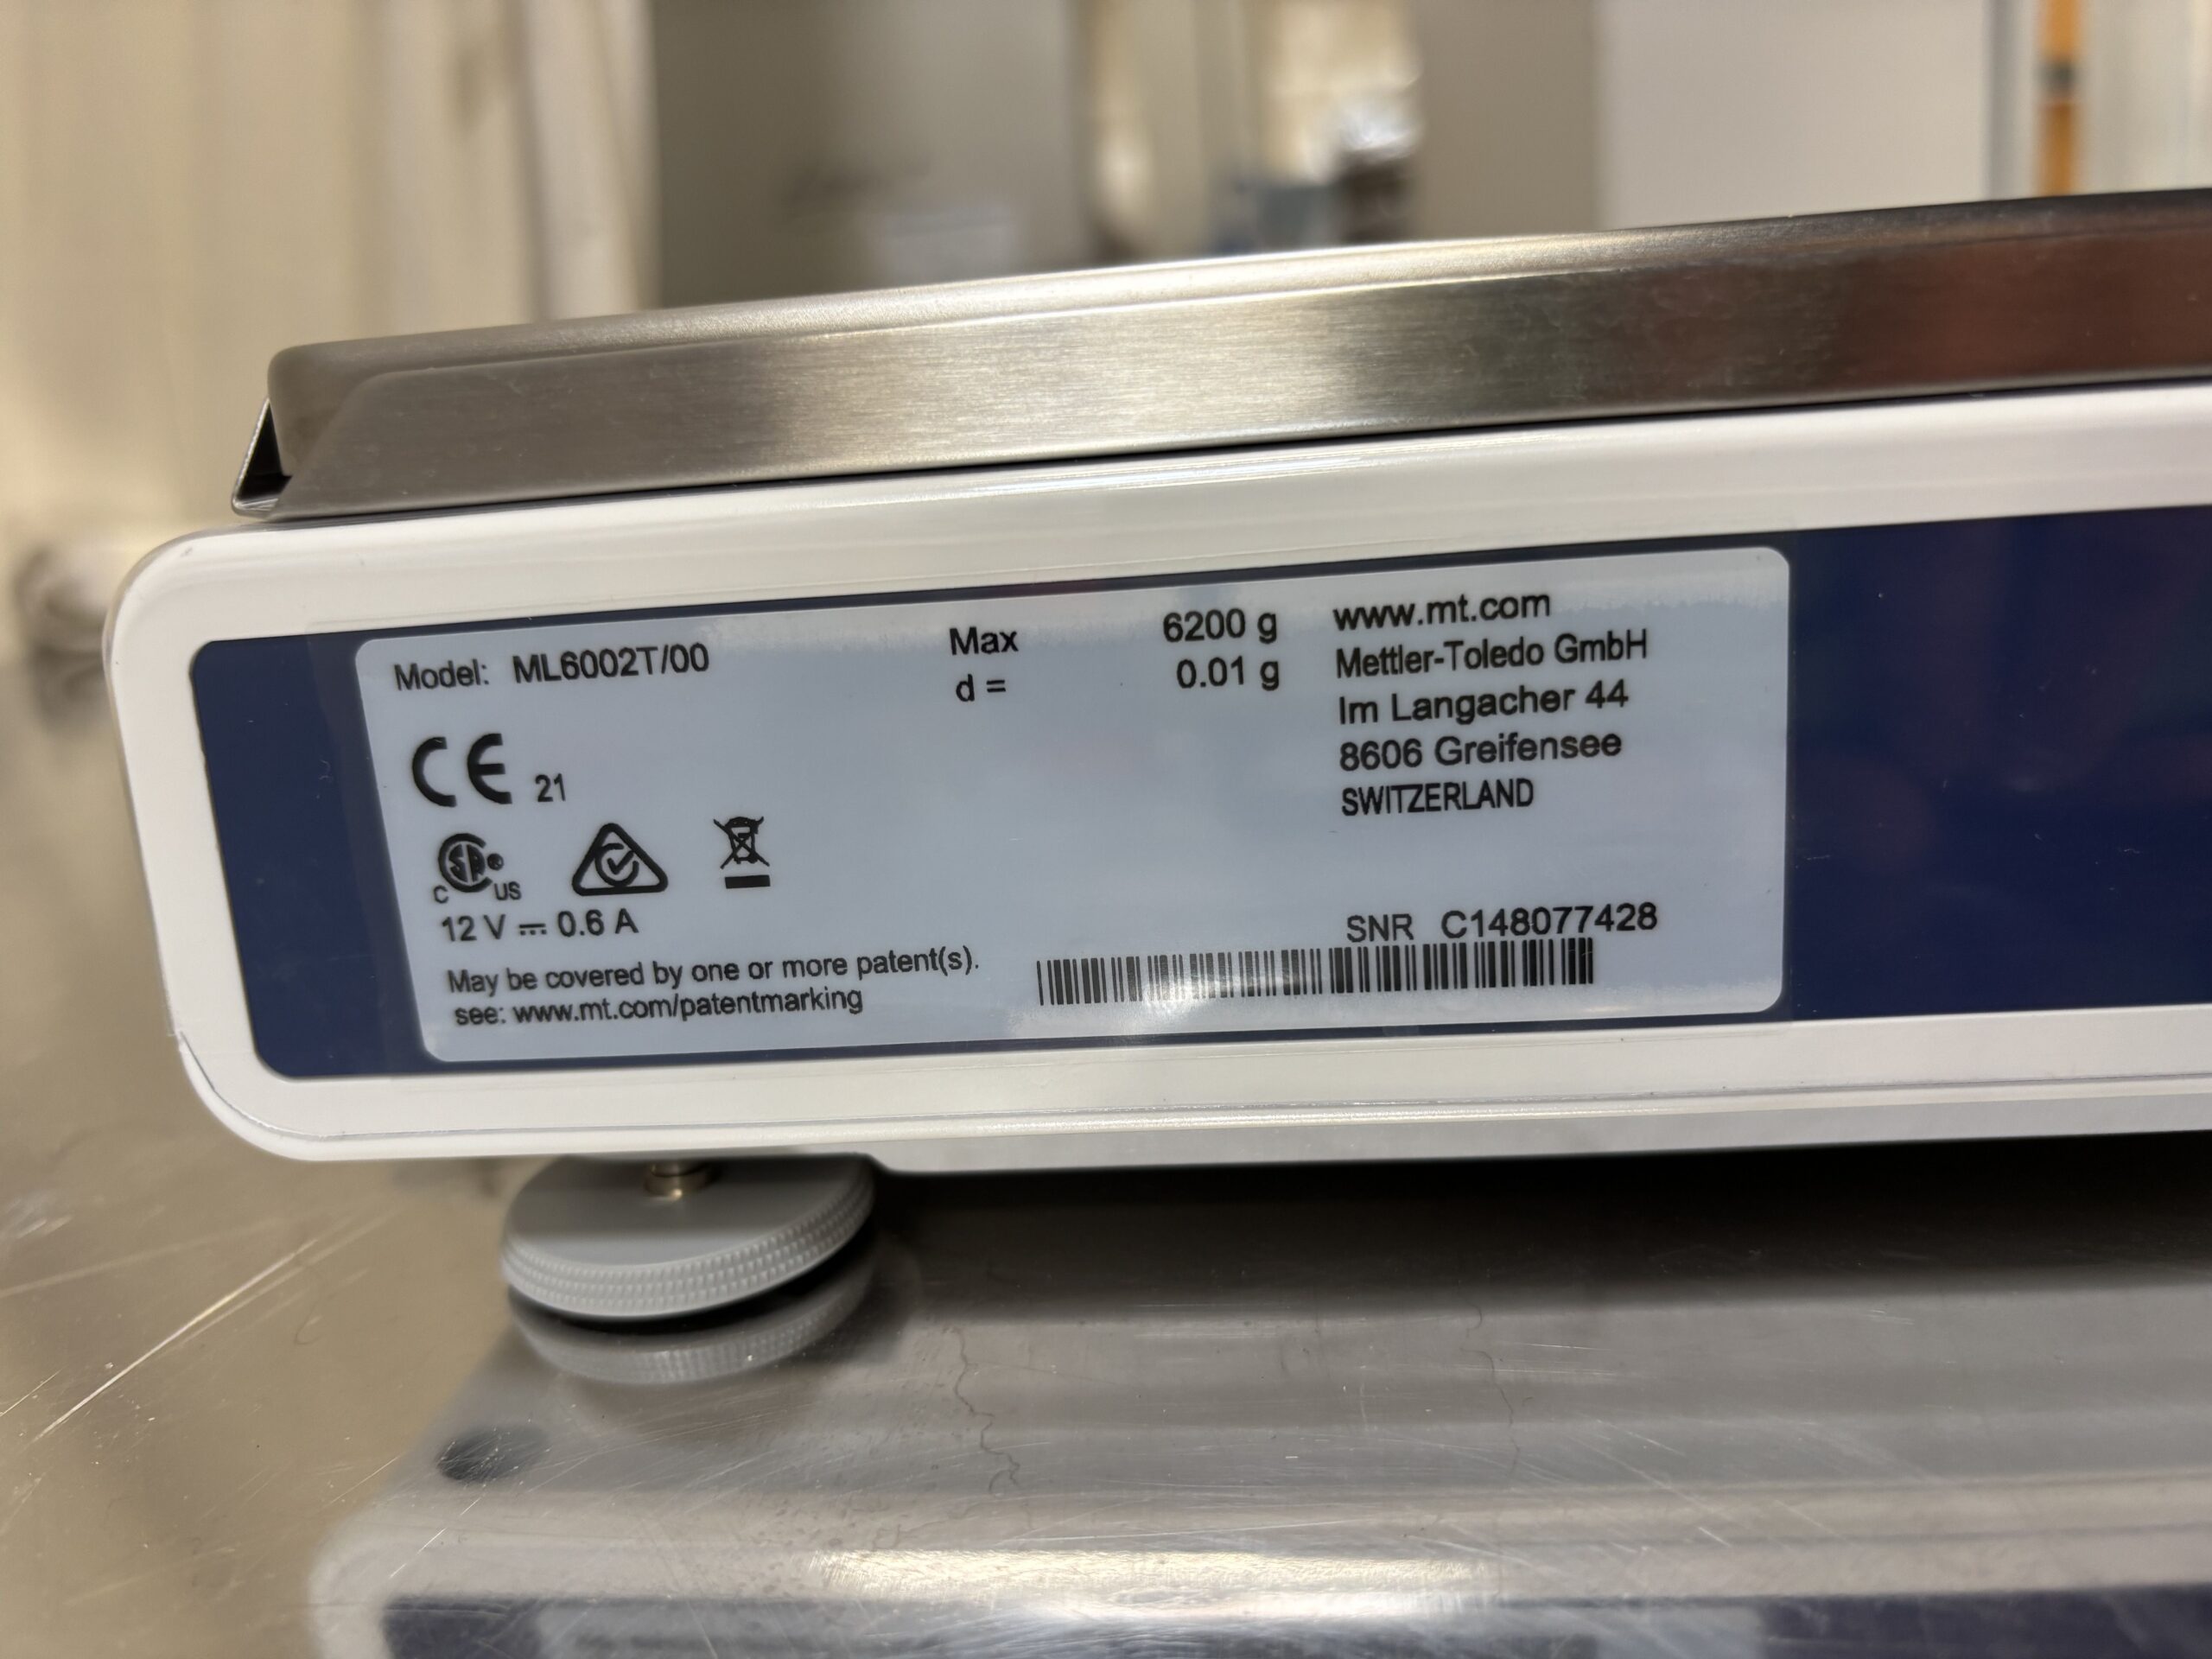 Model: ML6002T/00
Max 6200 g
d = 0.01 g
www.mt.com
Mettler-Toledo GmbH
Im Langacher 44
8606 Greifensee
SWITZERLAND
CE 21
C SA® US
12 V ⎓ 0.6 A
May be covered by one or more patent(s).
see: www.mt.com/patentmarking
SNR C148077428